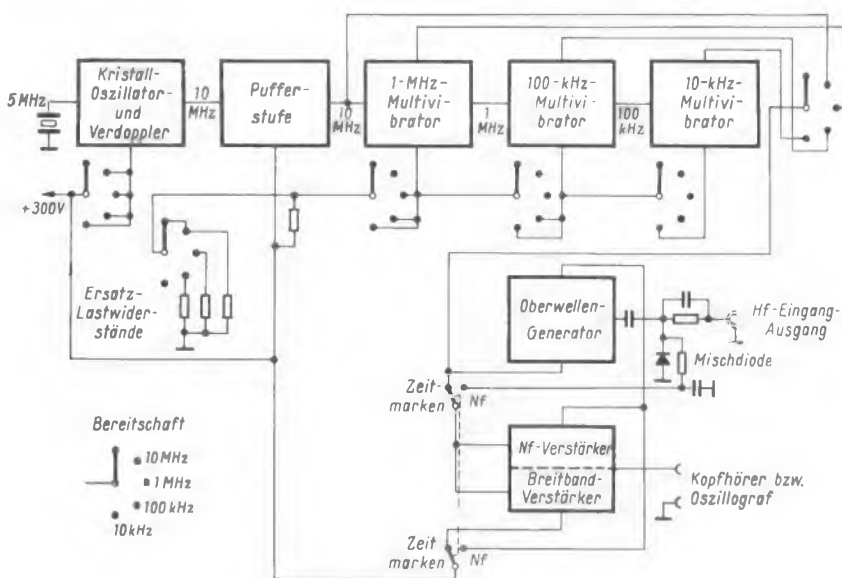 5 MHz
Kristall-
Oszillator-
und
Verdoppler
10
MHz
Puffer-
stufe
10
MHz
1-MHz-
Multivi-
brator
1
MHz
100-kHz-
Multivi-
brator
100
kHz
10-kHz-
Multivi-
brator
+300V
Ersatz-
Lastwider-
stände
Oberwellen-
Generator
Hf-Eingang-
Ausgang
Mischdiode
Zeit-
marken
Nf
Bereitschaft
10 MHz
1 MHz
100 kHz
10 kHz
Nf-Verstärker
Breitband-
Verstärker
Kopfhörer bzw.
Oszillograf
Zeit
marken
Nf